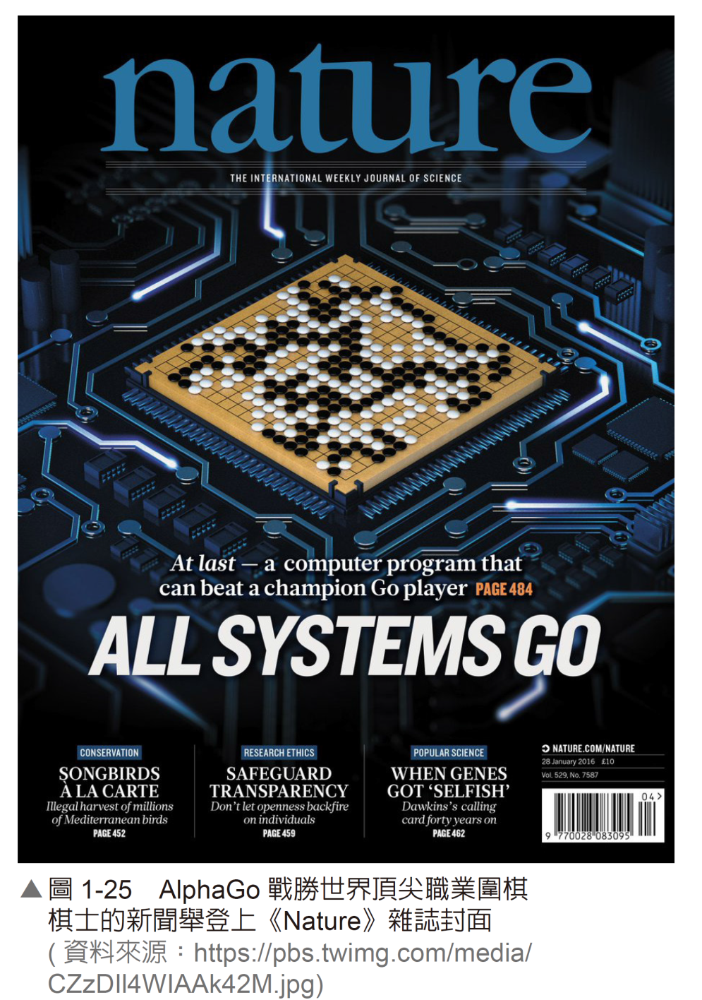 nature
THE INTERNATIONAL WEEKLY JOURNAL OF SCIENCE
At last — a computer program that
can beat a champion Go player PAGE 484
ALL SYSTEMS GO
CONSERVATION
SONGBIRDS
À LA CARTE
Illegal harvest of millions
of Mediterranean birds
PAGE 452
RESEARCH ETHICS
SAFEGUARD
TRANSPARENCY
Don't let openness backfire
on individuals
PAGE 459
POPULAR SCIENCE
WHEN GENES
GOT 'SELFISH'
Dawkins's calling
card forty years on
PAGE 462
NATURE.COM/NATURE
28 January 2016 £10
Vol. 529, No. 7587
04>
9 770028 083095
▲圖 1-25 AlphaGo 戰勝世界頂尖職業圍棋
棋士的新聞舉登上《Nature》雜誌封面
( 資料來源：https://pbs.twimg.com/media/
CZzDIl4WIAAk42M.jpg)